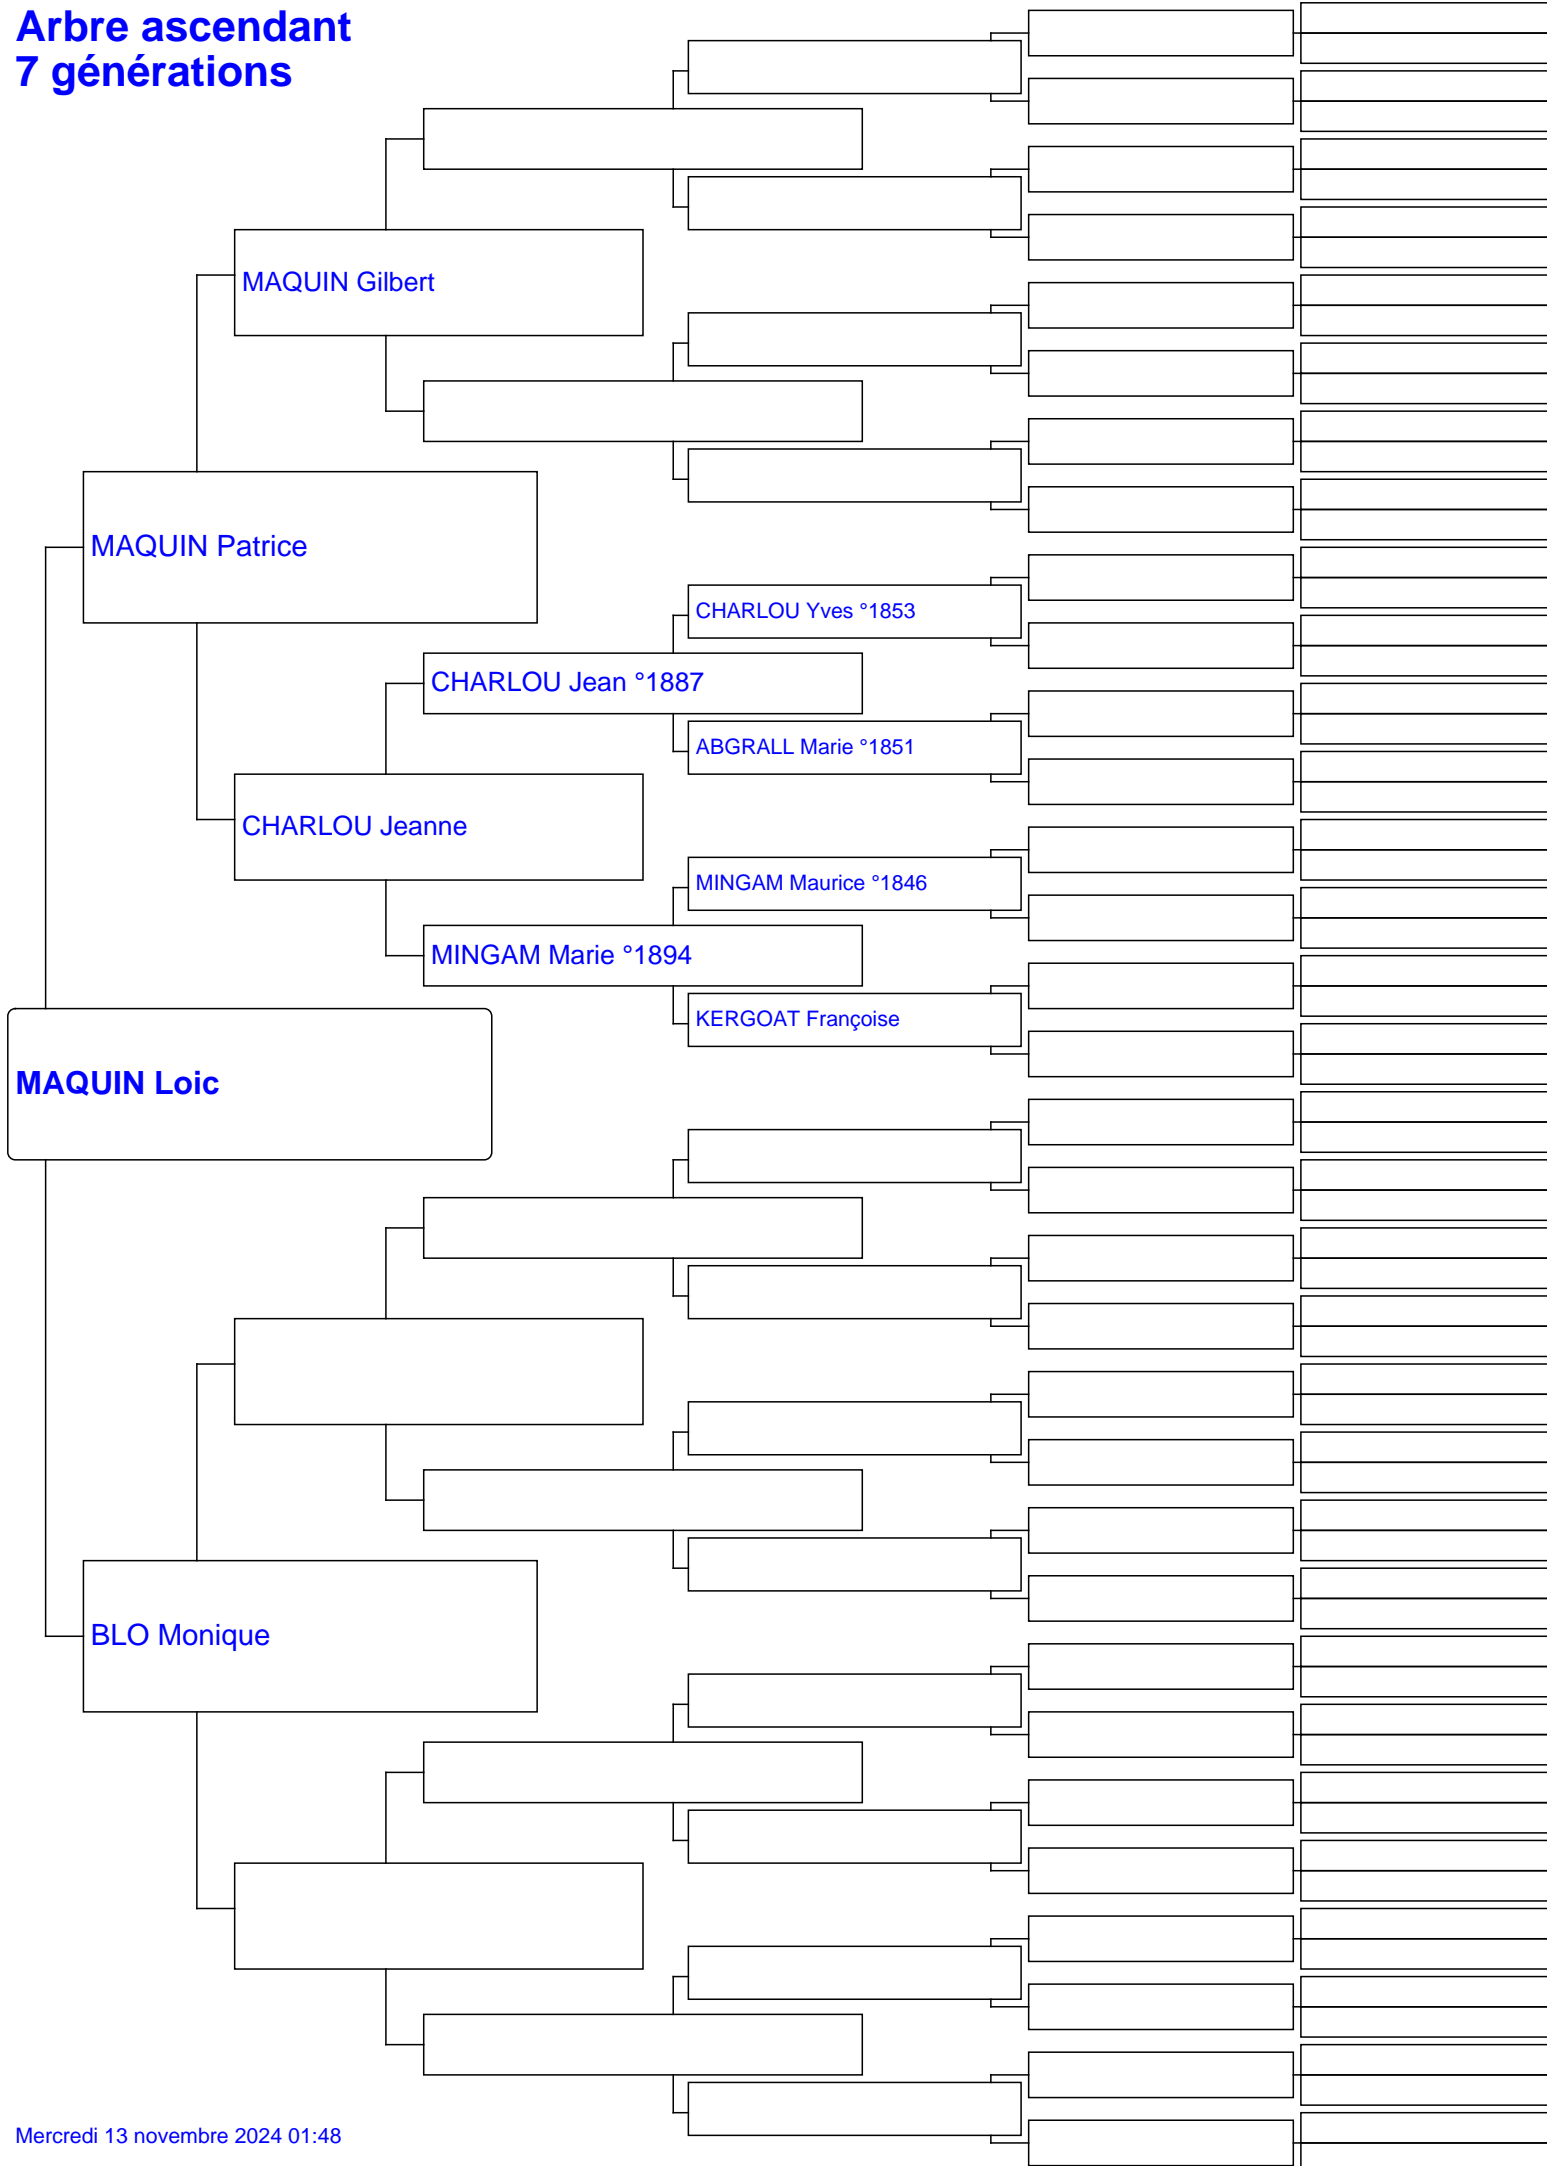 Arbre ascendant
7 générations
MAQUIN Gilbert
MAQUIN Patrice
CHARLOU Yves °1853
CHARLOU Jean °1887
ABGRALL Marie °1851
CHARLOU Jeanne
MINGAM Maurice °1846
MINGAM Marie °1894
KERGOAT Françoise
MAQUIN Loic
BLO Monique
Mercredi 13 novembre 2024 01:48